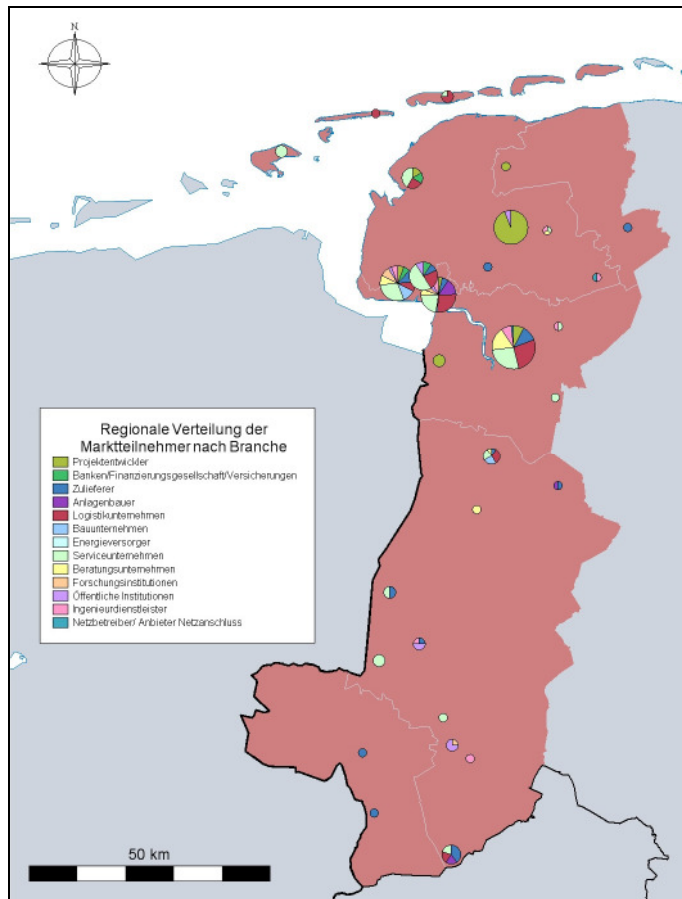 N
Regionale Verteilung der
Marktteilnehmer nach Branche
Projektentwickler
Banken/Finanzierungsgesellschaft/Versicherungen
Zulieferer
Anlagenbauer
Logistikunternehmen
Bauunternehmen
Energieversorger
Serviceunternehmen
Beratungsunternehmen
Forschungsinstitutionen
Öffentliche Institutionen
Ingenieurdienstleister
Netzbetreiber/ Anbieter Netzanschluss
50 km